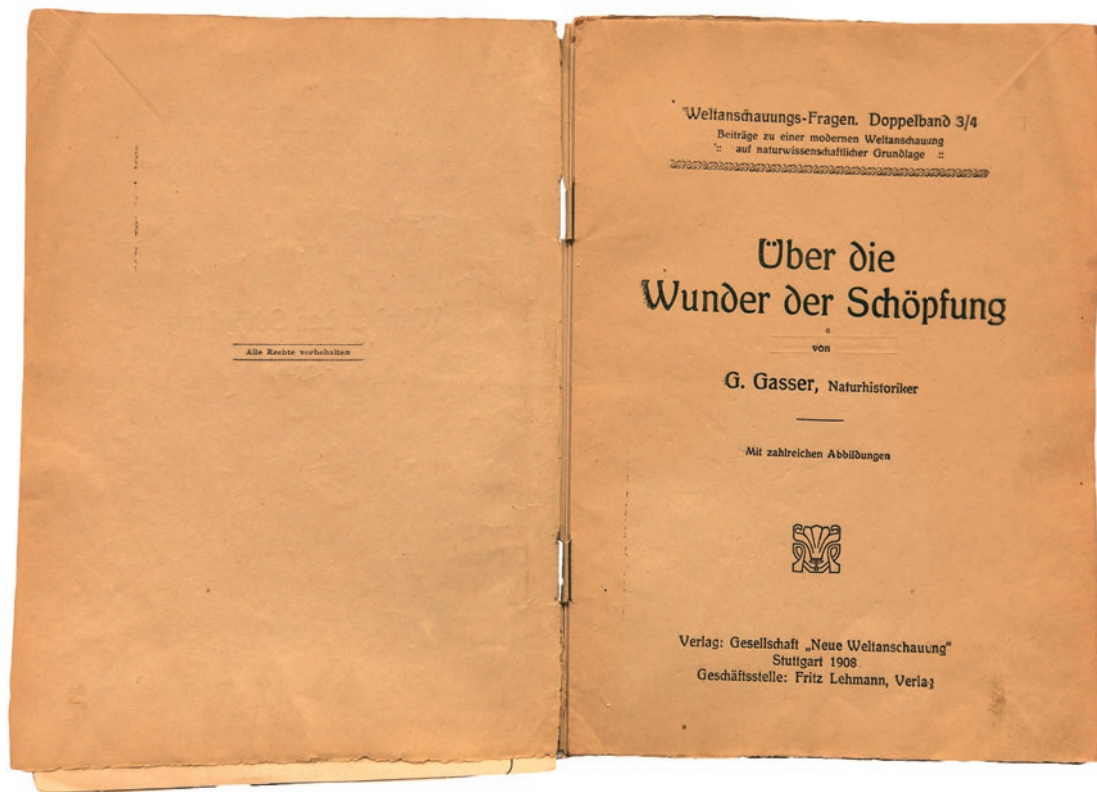 Alle Rechte vorbehalten
Weltanschauungs-Fragen. Doppelband 3/4
Beiträge zu einer modernen Weltanschauung
:: auf naturwissenschaftlicher Grundlage ::
Über die
Wunder der Schöpfung
von
G. Gasser, Naturhistoriker
Mit zahlreichen Abbildungen
Verlag: Gesellschaft „Neue Weltanschauung“
Stuttgart 1908
Geschäftsstelle: Fritz Lehmann, Verlag